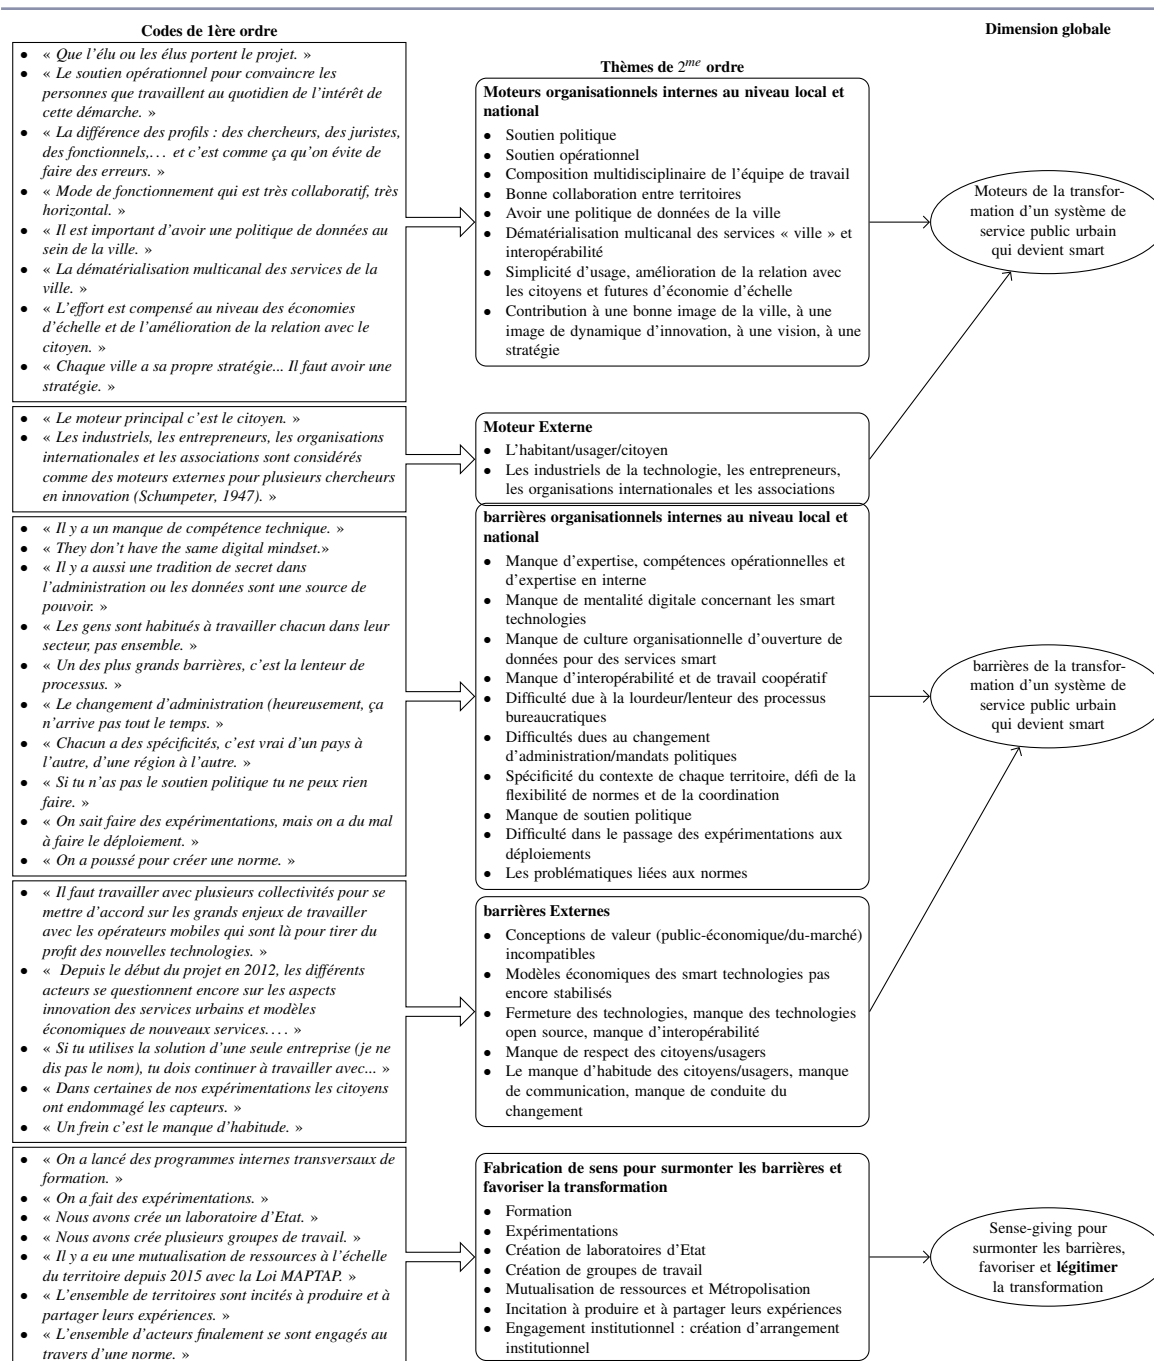 Codes de 1ère ordre
• « Que l'élu ou les élus portent le projet. »
• « Le soutien opérationnel pour convaincre les
personnes que travaillent au quotidien de l'intérêt de
cette démarche. »
• « La différence des profils : des chercheurs, des juristes,
des fonctionnels,... et c'est comme ça qu'on évite de
faire des erreurs. »
• « Mode de fonctionnement qui est très collaboratif, très
horizontal. »
• « Il est important d'avoir une politique de données au
sein de la ville. »
• « La dématérialisation multicanal des services de la
ville. »
• « L'effort est compensé au niveau des économies
d'échelle et de l'amélioration de la relation avec le
citoyen. »
• « Chaque ville a sa propre stratégie... Il faut avoir une
stratégie. »
• « Le moteur principal c'est le citoyen. »
• « Les industriels, les entrepreneurs, les organisations
internationales et les associations sont considérés
comme des moteurs externes pour plusieurs chercheurs
en innovation (Schumpeter, 1947). »
• « Il y a un manque de compétence technique. »
• « They don't have the same digital mindset.»
• « Il y a aussi une tradition de secret dans
l'administration ou les données sont une source de
pouvoir. »
• « Les gens sont habitués à travailler chacun dans leur
secteur, pas ensemble. »
• « Un des plus grands barrières, c'est la lenteur de
processus. »
• « Le changement d'administration (heureusement, ça
n'arrive pas tout le temps. »
• « Chacun a des spécificités, c'est vrai d'un pays à
l'autre, d'une région à l'autre. »
• « Si tu n'as pas le soutien politique tu ne peux rien
faire. »
• « On sait faire des expérimentations, mais on a du mal
à faire le déploiement. »
• « On a poussé pour créer une norme. »
• « Il faut travailler avec plusieurs collectivités pour se
mettre d'accord sur les grands enjeux de travailler
avec les opérateurs mobiles qui sont là pour tirer du
profit des nouvelles technologies. »
• « Depuis le début du projet en 2012, les différents
acteurs se questionnent encore sur les aspects
innovation des services urbains et modèles
économiques de nouveaux services.... »
• « Si tu utilises la solution d'une seule entreprise (je ne
dis pas le nom), tu dois continuer à travailler avec... »
• « Dans certaines de nos expérimentations les citoyens
ont endommagé les capteurs. »
• « Un frein c'est le manque d'habitude. »
• « On a lancé des programmes internes transversaux de
formation. »
• « On a fait des expérimentations. »
• « Nous avons crée un laboratoire d'Etat. »
• « Nous avons crée plusieurs groupes de travail. »
• « Il y a eu une mutualisation de ressources à l'échelle
du territoire depuis 2015 avec la Loi MAPTAP. »
• « L'ensemble de territoires sont incités à produire et à
partager leurs expériences. »
• « L'ensemble d'acteurs finalement se sont engagés au
travers d'une norme. »
Thèmes de 2me ordre
Moteurs organisationnels internes au niveau local et
national
• Soutien politique
• Soutien opérationnel
• Composition multidisciplinaire de l'équipe de travail
• Bonne collaboration entre territoires
• Avoir une politique de données de la ville
• Dématérialisation multicanal des services « ville » et
interopérabilité
• Simplicité d'usage, amélioration de la relation avec
les citoyens et futures d'économie d'échelle
• Contribution à une bonne image de la ville, à une
image de dynamique d'innovation, à une vision, à une
stratégie
Moteur Externe
• L'habitant/usager/citoyen
• Les industriels de la technologie, les entrepreneurs,
les organisations internationales et les associations
barrières organisationnels internes au niveau local et
national
• Manque d'expertise, compétences opérationnelles et
d'expertise en interne
• Manque de mentalité digitale concernant les smart
technologies
• Manque de culture organisationnelle d'ouverture de
données pour des services smart
• Manque d'interopérabilité et de travail coopératif
• Difficulté due à la lourdeur/lenteur des processus
bureaucratiques
• Difficultés dues au changement
d'administration/mandats politiques
• Spécificité du contexte de chaque territoire, défi de la
flexibilité de normes et de la coordination
• Manque de soutien politique
• Difficulté dans le passage des expérimentations aux
déploiements
• Les problématiques liées aux normes
barrières Externes
• Conceptions de valeur (public-économique/du-marché)
incompatibles
• Modèles économiques des smart technologies pas
encore stabilisés
• Fermeture des technologies, manque des technologies
open source, manque d'interopérabilité
• Manque de respect des citoyens/usagers
• Le manque d'habitude des citoyens/usagers, manque
de communication, manque de conduite du
changement
Fabrication de sens pour surmonter les barrières et
favoriser la transformation
• Formation
• Expérimentations
• Création de laboratoires d'Etat
• Création de groupes de travail
• Mutualisation de ressources et Métropolisation
• Incitation à produire et à partager leurs expériences
• Engagement institutionnel : création d'arrangement
institutionnel
Dimension globale
Moteurs de la transfor-
mation d'un système de
service public urbain
qui devient smart
barrières de la transfor-
mation d'un système de
service public urbain
qui devient smart
Sense-giving pour
surmonter les barrières,
favoriser et légitimer
la transformation